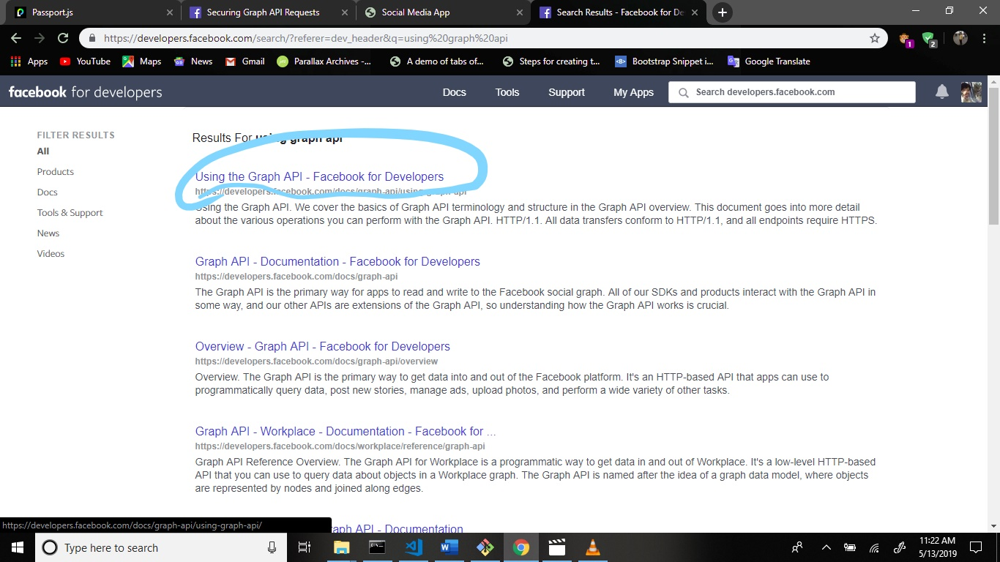 Passport.js
Securing Graph API Requests
Social Media App
Search Results - Facebook for De
https://developers.facebook.com/search/?referer=dev_header&q=using%20graph%20api
1
2
Apps
YouTube
Maps
News
Gmail
Parallax Archives -...
A demo of tabs of...
Steps for creating t...
Bootstrap Snippet i...
Google Translate
facebook for developers
Docs
Tools
Support
My Apps
Search developers.facebook.com
FILTER RESULTS
All
Products
Docs
Tools & Support
News
Videos
Results For using graph api
Using the Graph API - Facebook for Developers
https://developers.facebook.com/docs/graph-api/using-graph-api
Using the Graph API. We cover the basics of Graph API terminology and structure in the Graph API overview. This document goes into more detail
about the various operations you can perform with the Graph API. HTTP/1.1. All data transfers conform to HTTP/1.1, and all endpoints require HTTPS.
Graph API - Documentation - Facebook for Developers
https://developers.facebook.com/docs/graph-api
The Graph API is the primary way for apps to read and write to the Facebook social graph. All of our SDKs and products interact with the Graph API in
some way, and our other APIs are extensions of the Graph API, so understanding how the Graph API works is crucial.
Overview - Graph API - Facebook for Developers
https://developers.facebook.com/docs/graph-api/overview
Overview. The Graph API is the primary way to get data into and out of the Facebook platform. It's an HTTP-based API that apps can use to
programmatically query data, post new stories, manage ads, upload photos, and perform a wide variety of other tasks.
Graph API - Workplace - Documentation - Facebook for ...
https://developers.facebook.com/docs/workplace/reference/graph-api
Graph API Reference Overview. The Graph API for Workplace is a programmatic way to get data in and out of Workplace. It's a low-level HTTP-based
API that you can use to query data about objects in a Workplace graph. The Graph API is named after the idea of a graph data model, where objects
are represented by nodes and joined along edges.
https://developers.facebook.com/docs/graph-api/using-graph-api/
raph API - Documentation
Type here to search
11:22 AM
5/13/2019